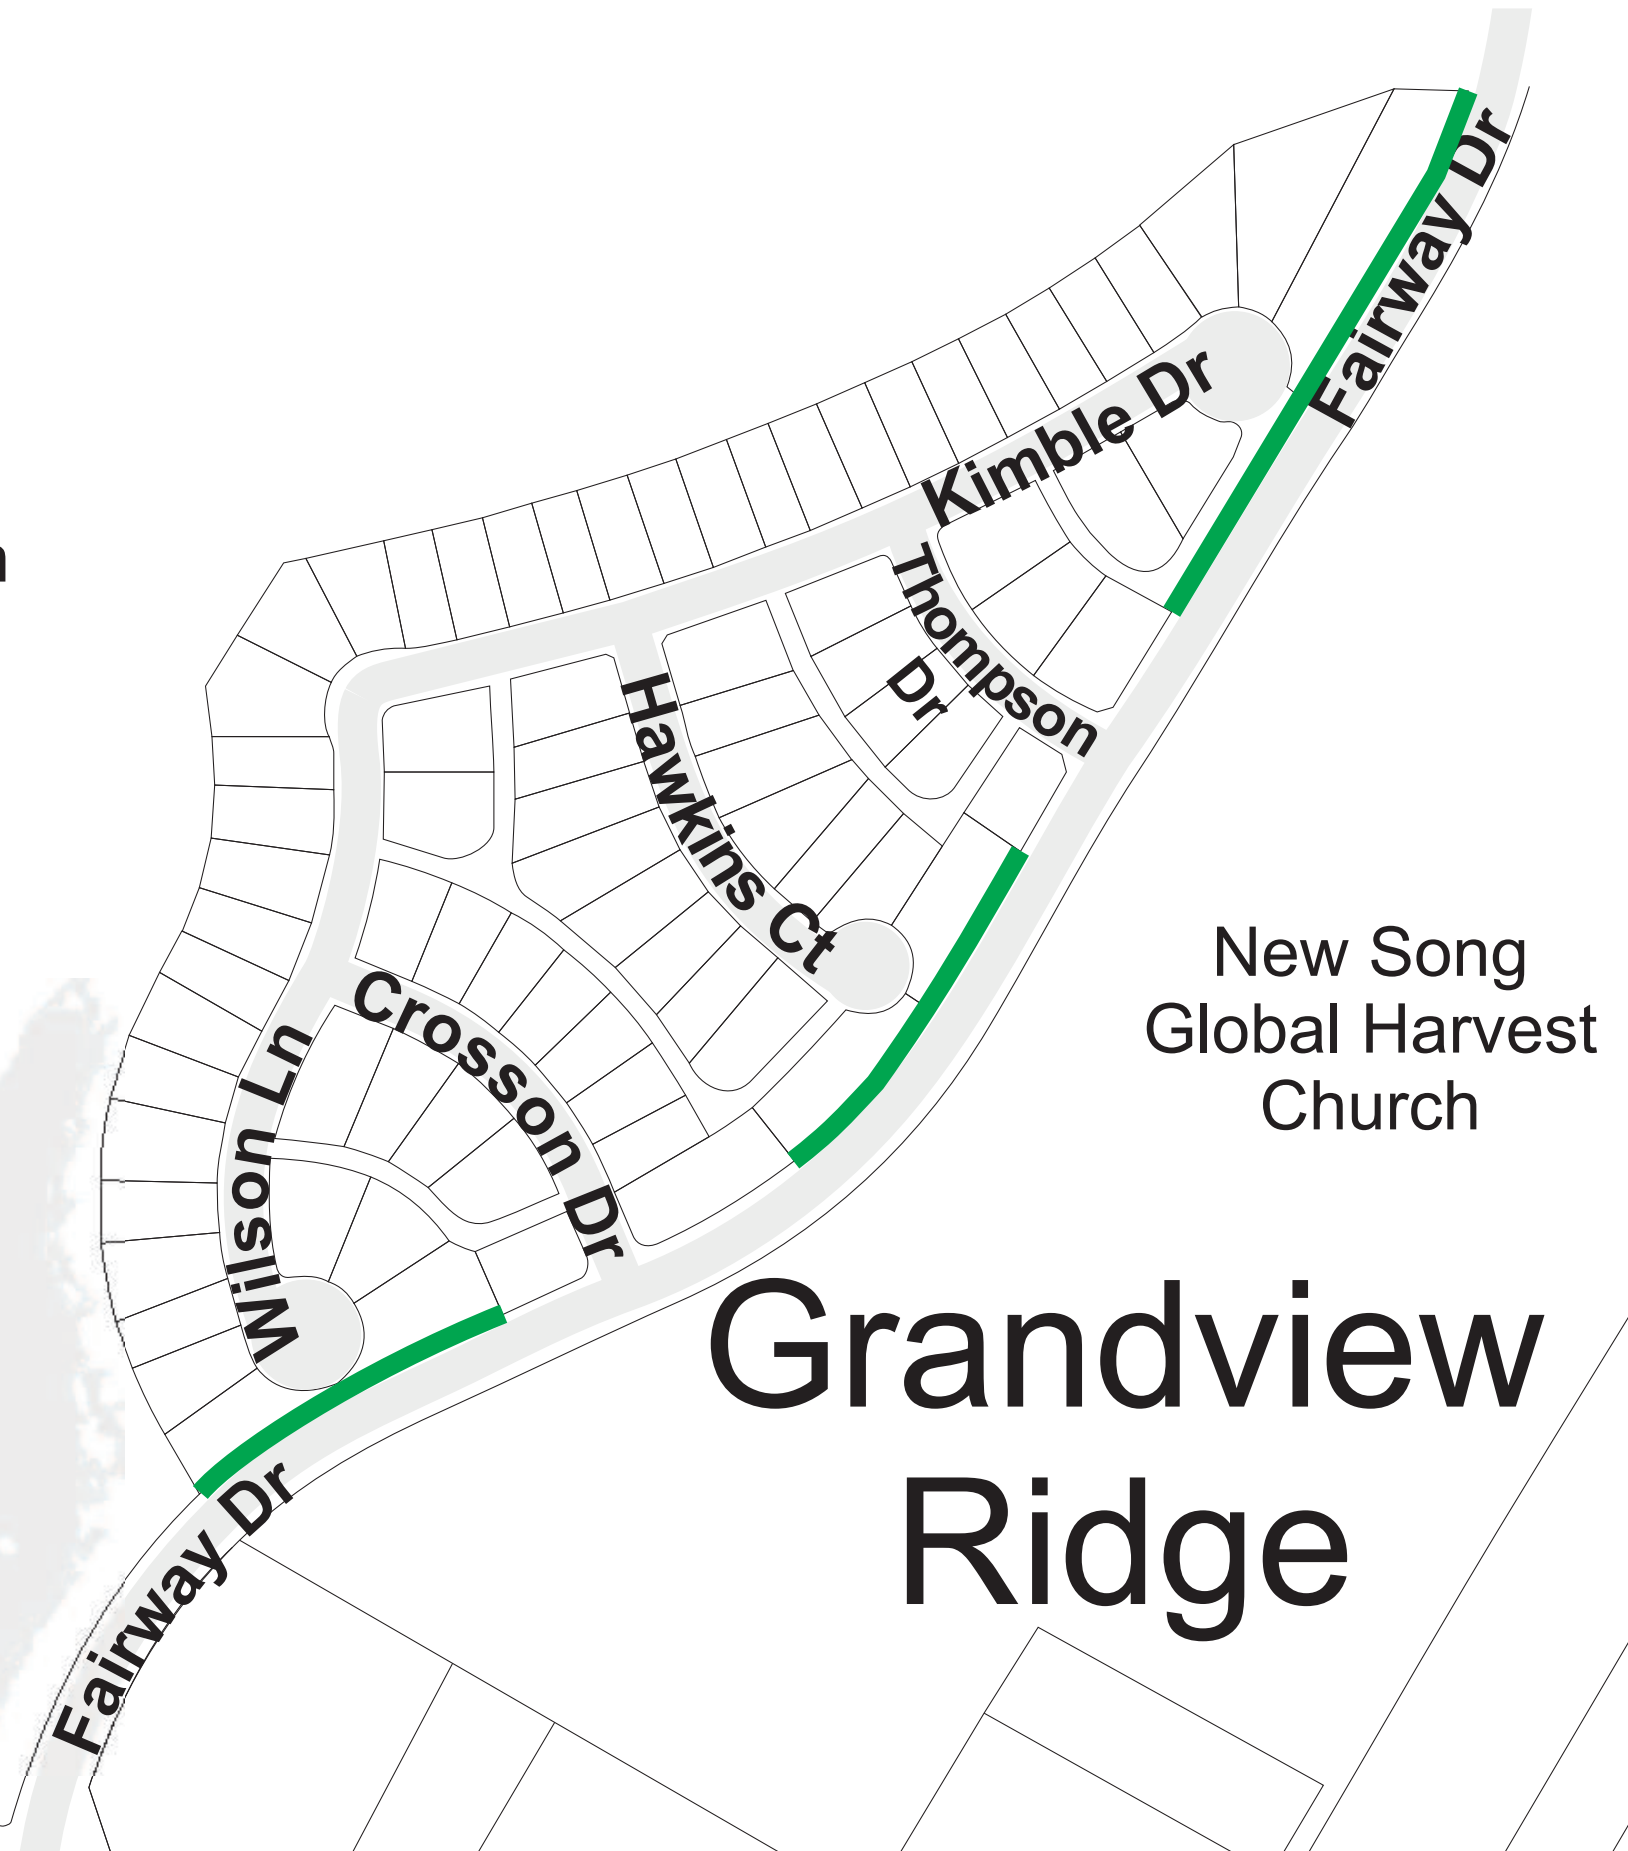 Fairway Dr
Kimble Dr
Thompson
Dr
Hawkins Ct
New Song
Global Harvest
Church
Crosson Dr
Wilson Ln
Grandview
Ridge
Fairway Dr